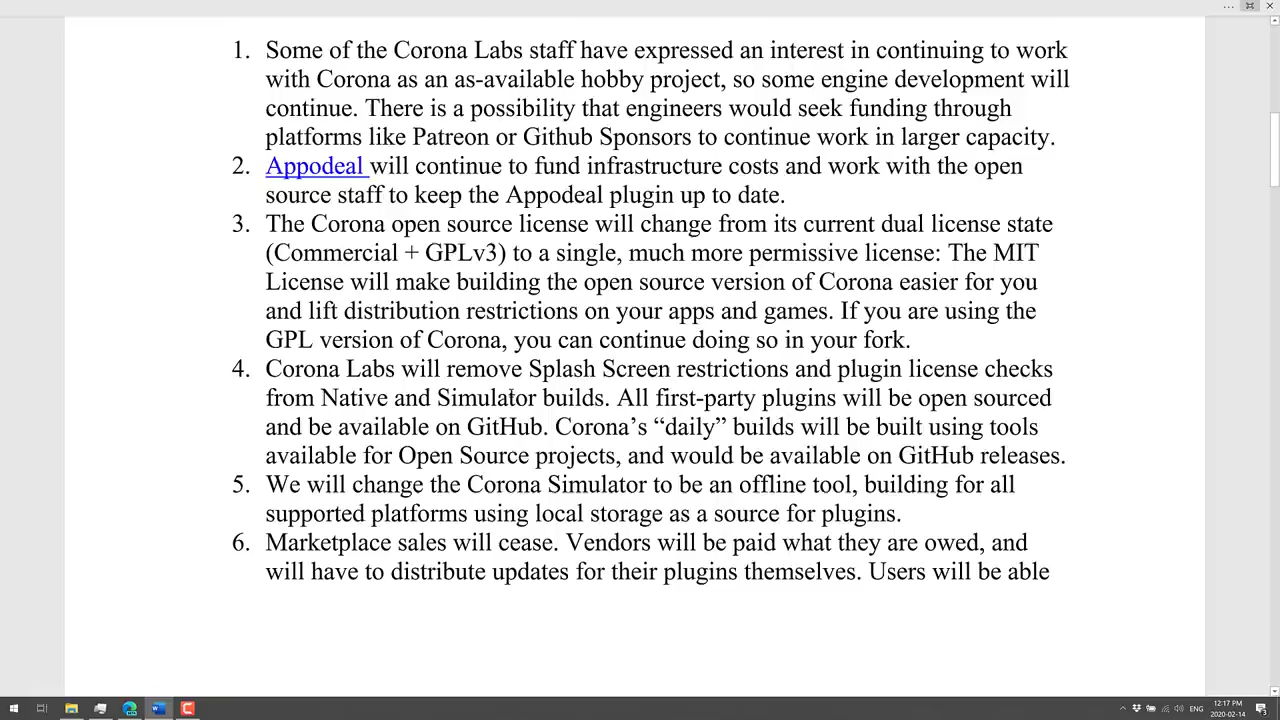 1. Some of the Corona Labs staff have expressed an interest in continuing to work
with Corona as an as-available hobby project, so some engine development will
continue. There is a possibility that engineers would seek funding through
platforms like Patreon or Github Sponsors to continue work in larger capacity.
2. Appodeal will continue to fund infrastructure costs and work with the open
source staff to keep the Appodeal plugin up to date.
3. The Corona open source license will change from its current dual license state
(Commercial + GPLv3) to a single, much more permissive license: The MIT
License will make building the open source version of Corona easier for you
and lift distribution restrictions on your apps and games. If you are using the
GPL version of Corona, you can continue doing so in your fork.
4. Corona Labs will remove Splash Screen restrictions and plugin license checks
from Native and Simulator builds. All first-party plugins will be open sourced
and be available on GitHub. Corona’s “daily” builds will be built using tools
available for Open Source projects, and would be available on GitHub releases.
5. We will change the Corona Simulator to be an offline tool, building for all
supported platforms using local storage as a source for plugins.
6. Marketplace sales will cease. Vendors will be paid what they are owed, and
will have to distribute updates for their plugins themselves. Users will be able
ENG
12:17 PM
2020-02-14